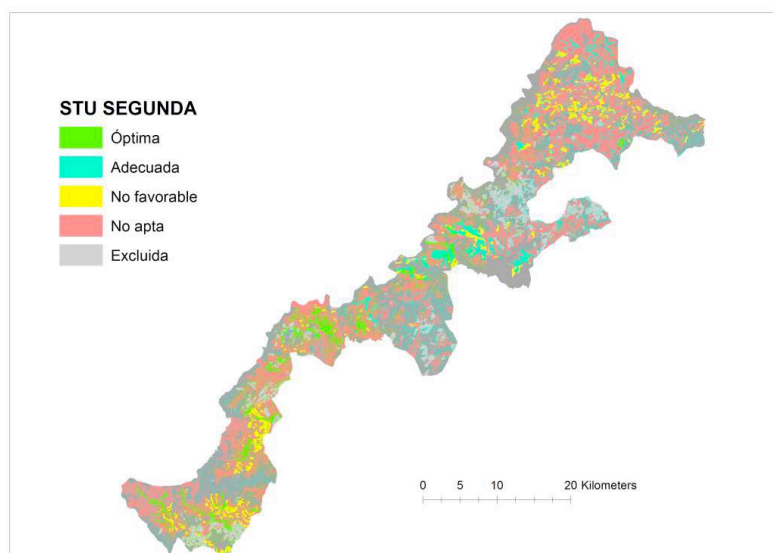 STU SEGUNDA
Óptima
Adecuada
No favorable
No apta
Excluida
0 5 10 20 Kilometers